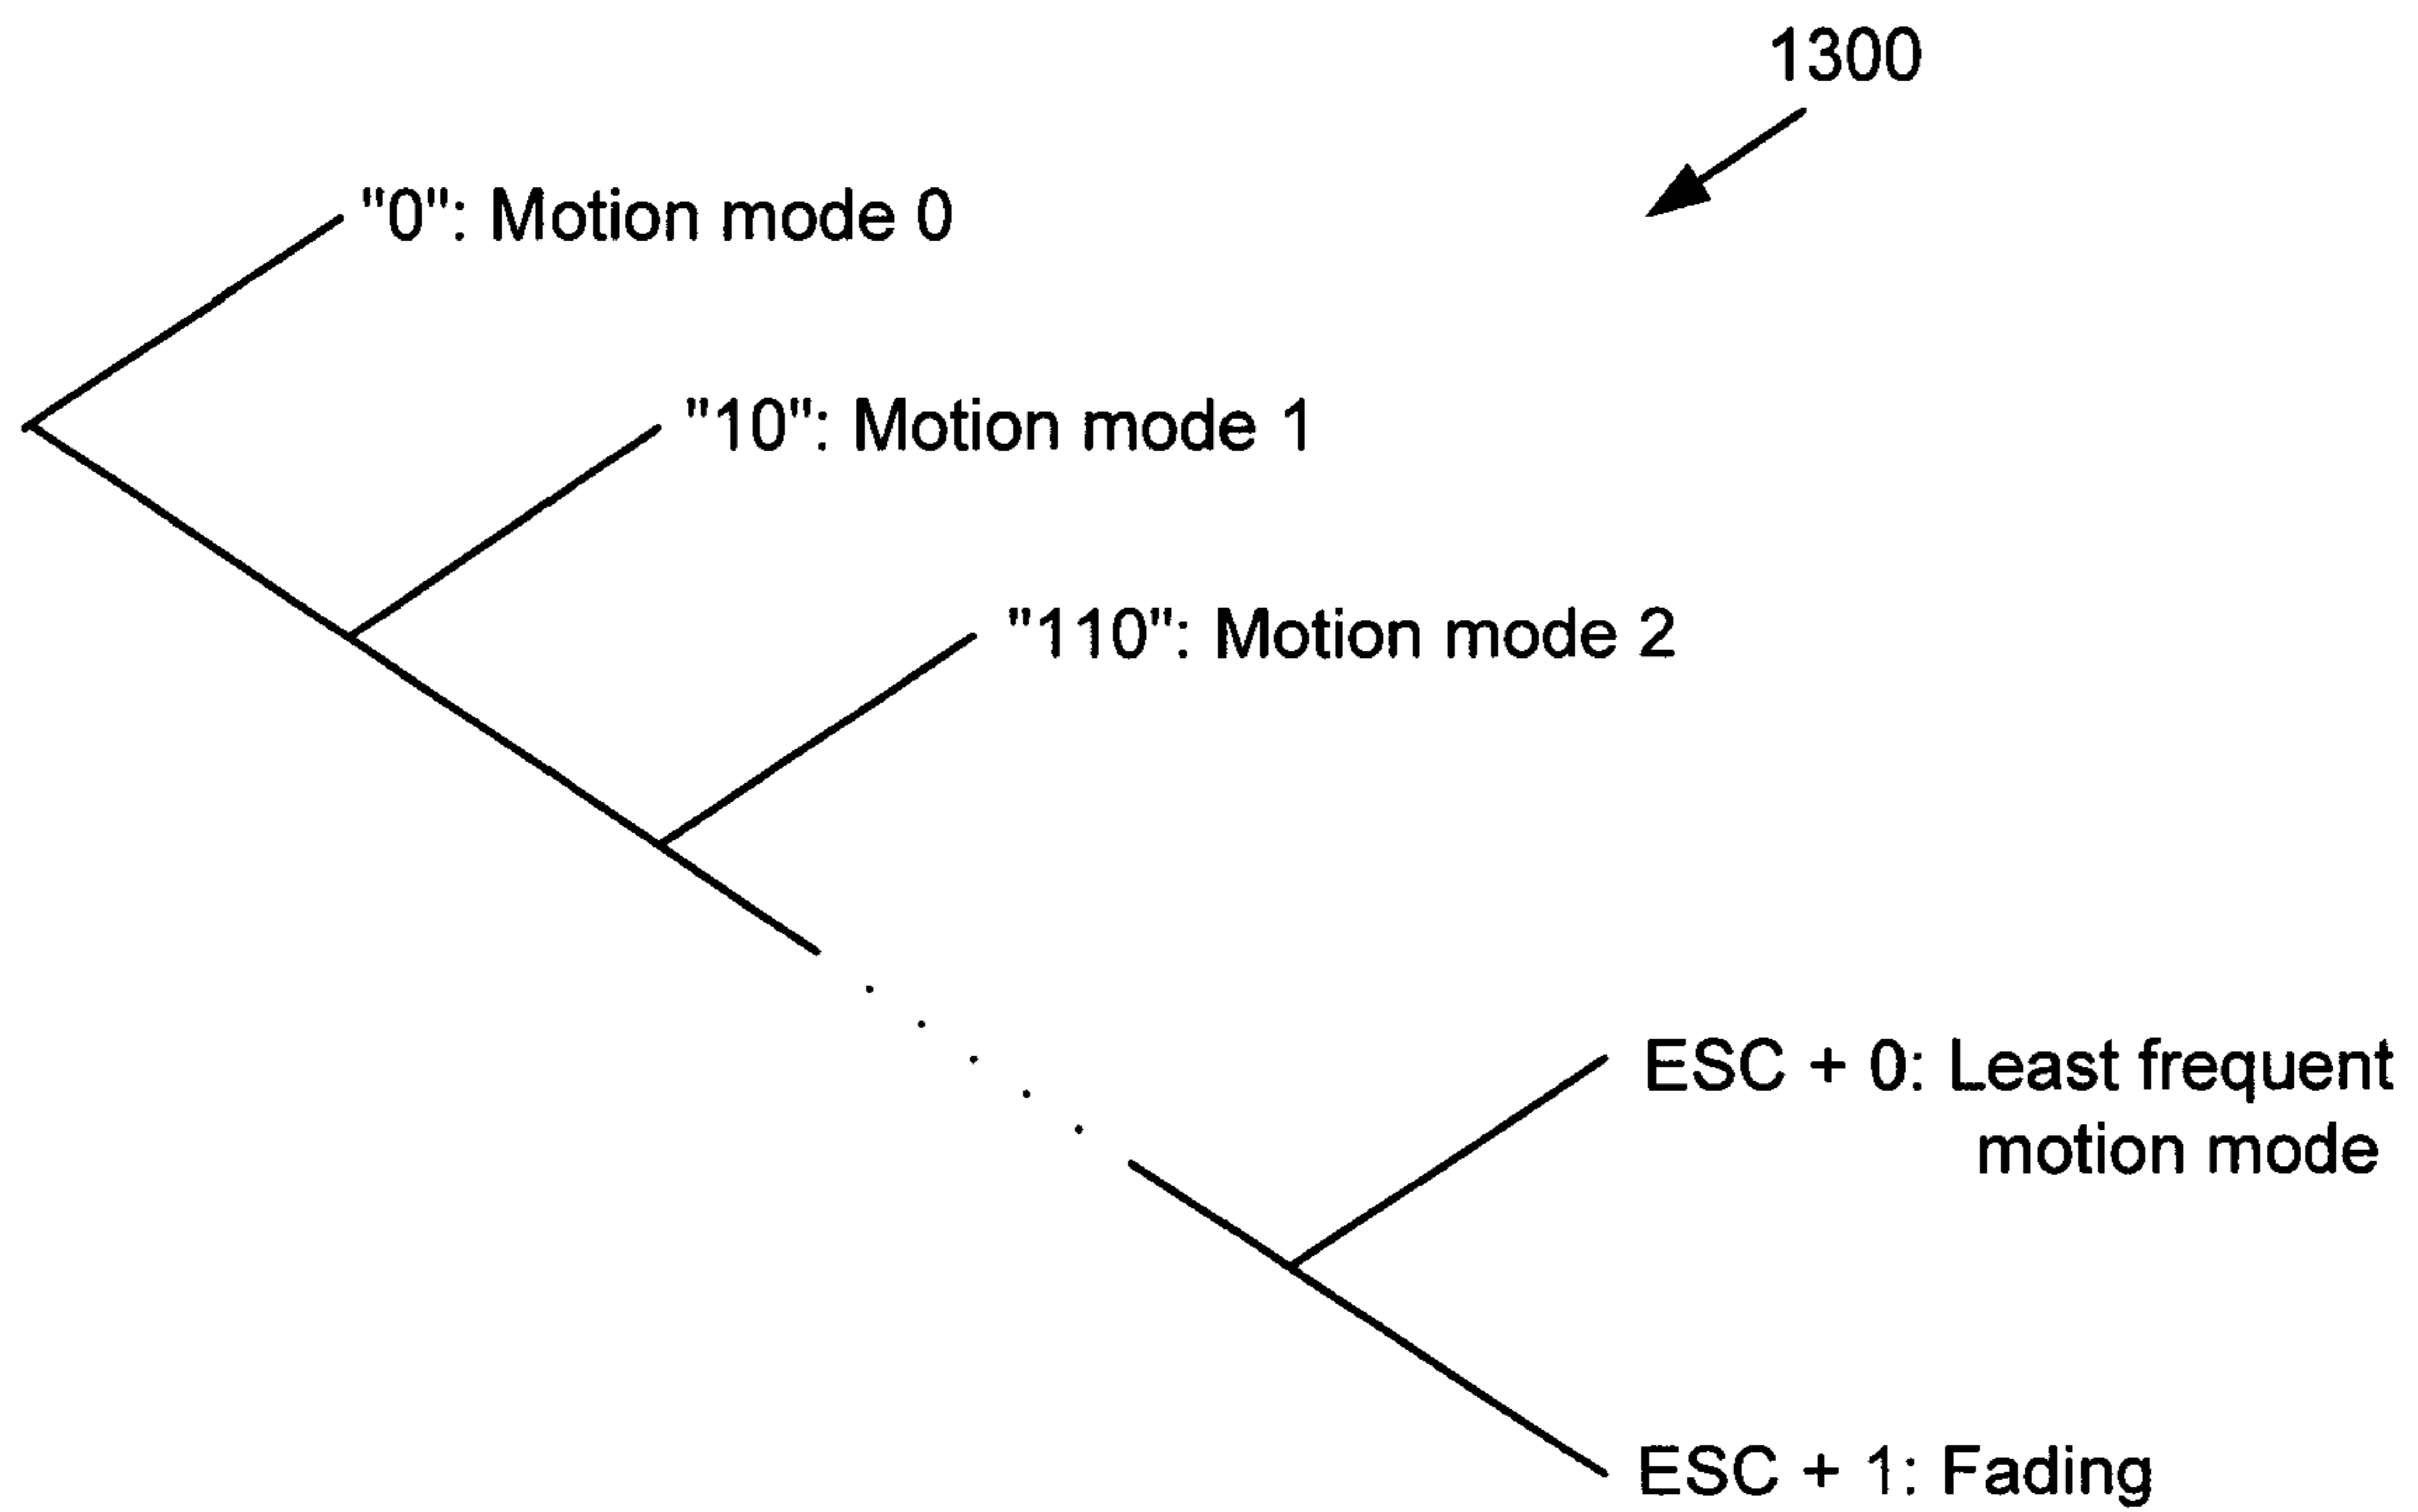 1300
"0": Motion mode 0
"10": Motion mode 1
"110": Motion mode 2
ESC + 0: Least frequent
motion mode
ESC + 1: Fading